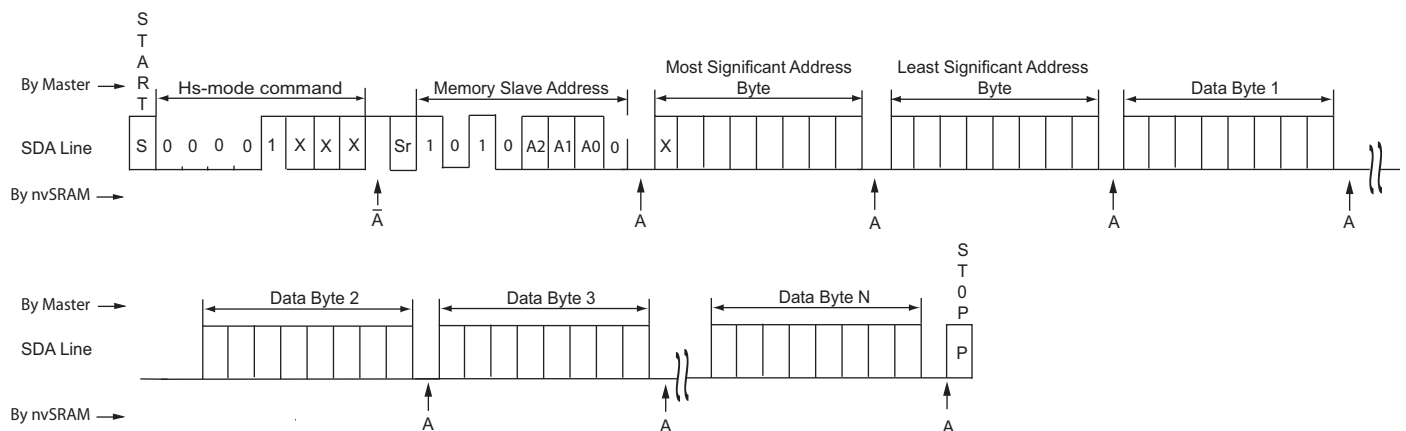 START
By Master
Hs-mode command
Memory Slave Address
Most Significant Address
Byte
Least Significant Address
Byte
Data Byte 1
SDA Line
S 0 0 0 0 1 X X X Sr 1 0 1 0 A2 A1 A0 0 X
By nvSRAM
A̅ A A A A
ST0P
By Master
Data Byte 2
Data Byte 3
Data Byte N
SDA Line
P
By nvSRAM
A A A